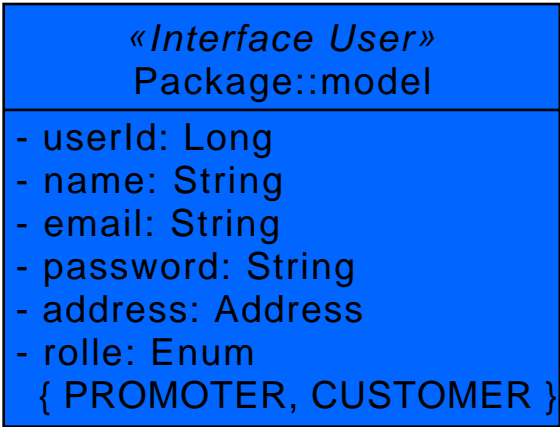 «Interface User»
Package::model
- userId: Long
- name: String
- email: String
- password: String
- address: Address
- rolle: Enum
{ PROMOTER, CUSTOMER }